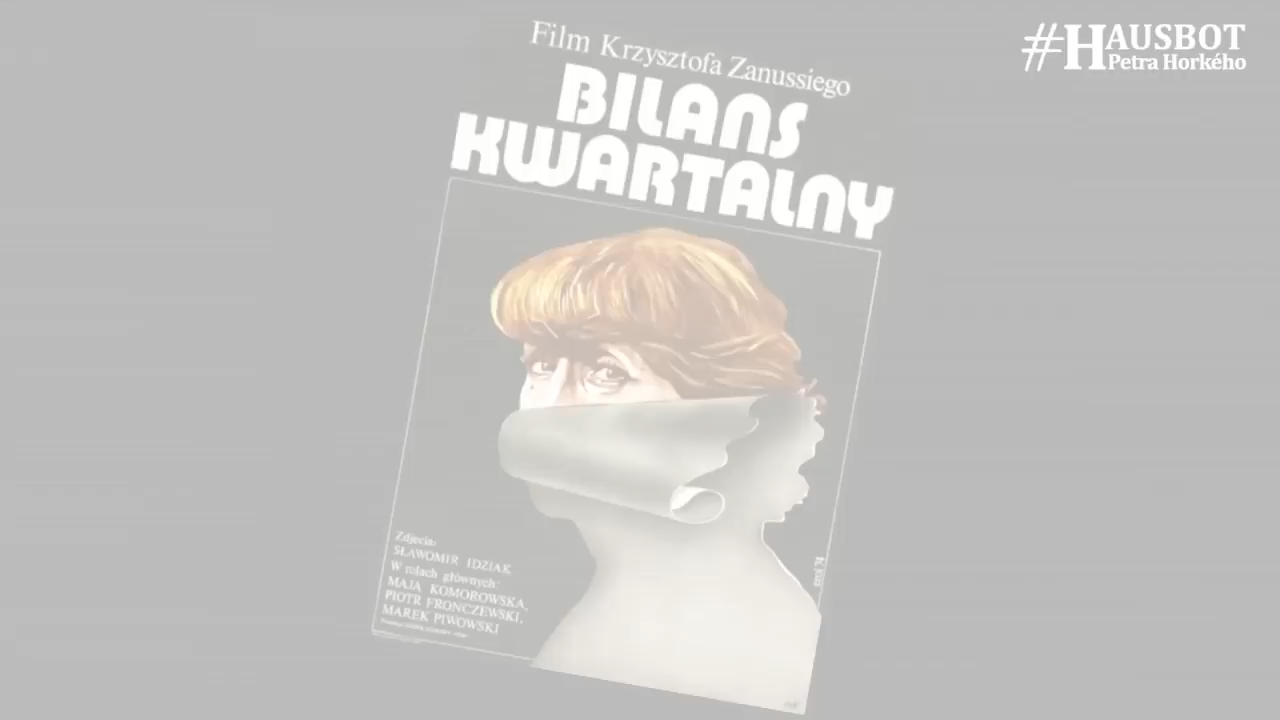 #HAUSBOT
Petra Horkého
Film Krzysztofa Zanussiego
BILANS
KWARTALNY
Zdjęcia:
SŁAWOMIR IDZIAK
W rolach głównych:
MAJA KOMOROWSKA,
PIOTR FRONCZEWSKI,
MAREK PIWOWSKI